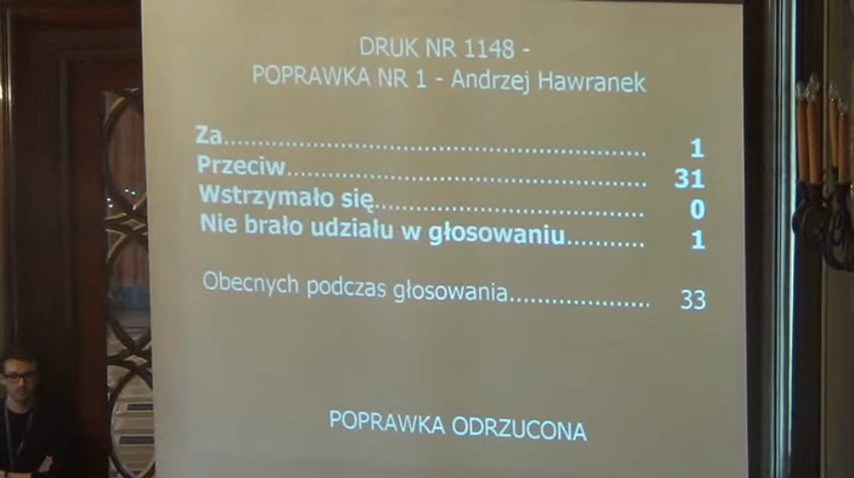 DRUK NR 1148 -
POPRAWKA NR 1 - Andrzej Hawranek
Za............................................................ 1
Przeciw.................................................... 31
Wstrzymało się....................................... 0
Nie brało udziału w głosowaniu........... 1
Obecnych podczas głosowania.................... 33
POPRAWKA ODRZUCONA